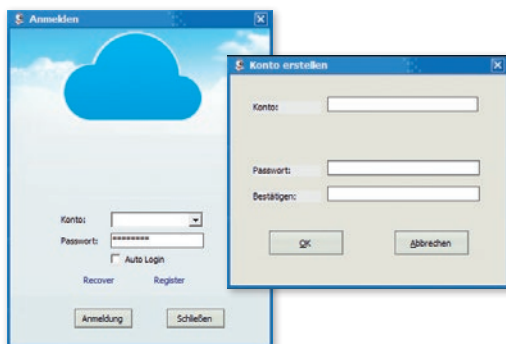 Anmelden
Konto:
Passwort: ********
Auto Login
Recover Register
Anmeldung Schließen
Konto erstellen
Konto:
Passwort:
Bestätigen:
OK Abbrechen